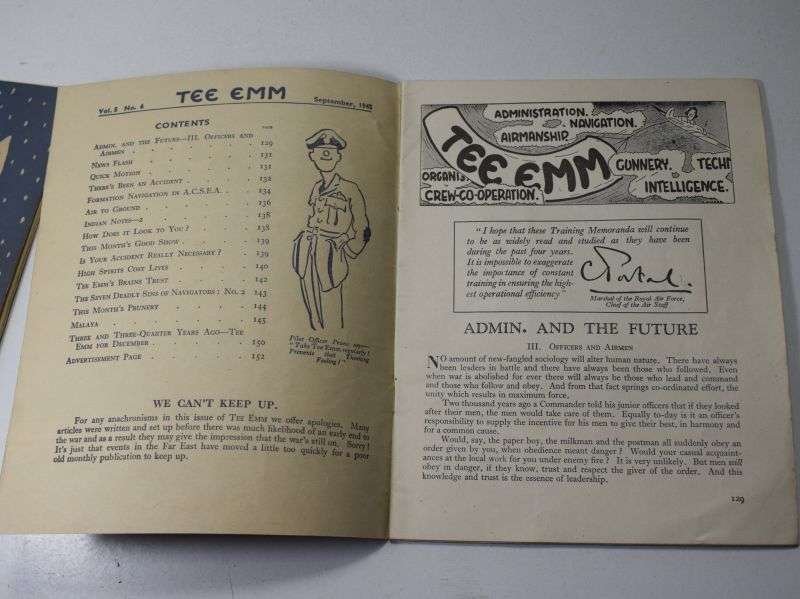 TEE EMM
Vol. 5 No. 6
September, 1945
CONTENTS
PAGE
Admin. and the Future—III. Officers and
Airmen . . . . 129
News Flash . . . . 131
Quick Motion . . . . 131
There's Been an Accident . . . . 132
Formation Navigation in A.C.S.E.A. . . 134
Air to Ground . . . . 136
Indian Notes—2 . . . . 138
How Does it Look to You ? . . . 138
This Month's Good Show . . . . 139
Is Your Accident Really Necessary ? . . 139
High Spirits Cost Lives . . . . 140
Tee Emm's Brains Trust . . . . 142
The Seven Deadly Sins of Navigators : No. 2 143
This Month's Prunery . . . . 144
Malaya . . . . 145
Three and Three-Quarter Years Ago—Tee
Emm for December . . . . 150
Advertisement Page . . . . 152
Pilot Officer Prune says—
"Take Tee Emm regularly !
Prevents that Thinking
Feeling !"
WE CAN'T KEEP UP.
For any anachronisms in this issue of Tee Emm we offer apologies. Many
articles were written and set up before there was much likelihood of an early end to
the war and as a result they may give the impression that the war's still on. Sorry !
It's just that events in the Far East have moved a little too quickly for a poor
old monthly publication to keep up.
ADMINISTRATION.
NAVIGATION.
AIRMANSHIP
TEE EMM
GUNNERY. TECHI
ORGANIS
INTELLIGENCE.
CREW-CO-OPERATION.
"I hope that these Training Memoranda will continue
to be as widely read and studied as they have been
during the past four years.
It is impossible to exaggerate
the importance of constant
training in ensuring the high-
est operational efficiency"
C Portal.
Marshal of the Royal Air Force,
Chief of the Air Staff
ADMIN. AND THE FUTURE
III. Officers and Airmen
NO amount of new-fangled sociology will alter human nature. There have always
been leaders in battle and there have always been those who followed. Even
when war is abolished for ever there will always be those who lead and command
and those who follow and obey. And from that fact springs co-ordinated effort, the
unity which results in maximum force.
Two thousand years ago a Commander told his junior officers that if they looked
after their men, the men would take care of them. Equally to-day is it an officer's
responsibility to supply the incentive for his men to give their best, in harmony and
for a common cause.
Would, say, the paper boy, the milkman and the postman all suddenly obey an
order given by you, when obedience meant danger ? Would your casual acquaint-
ances at the local work for you under enemy fire ? It is very unlikely. But men will
obey in danger, if they know, trust and respect the giver of the order. And this
knowledge and trust is the essence of leadership.
129